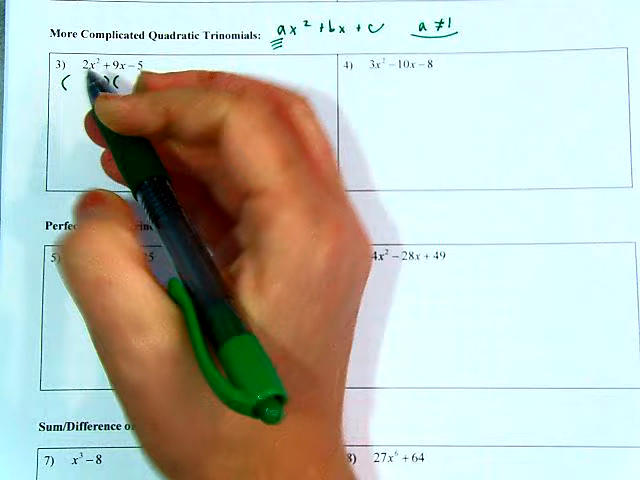 More Complicated Quadratic Trinomials: ax² + bx + c a ≠ 1
3) 2x² + 9x − 5
( )(
4) 3x² − 10x − 8
5)
4x² − 28x + 49
Sum/Difference
7) x³ − 8
8) 27x⁶ + 64